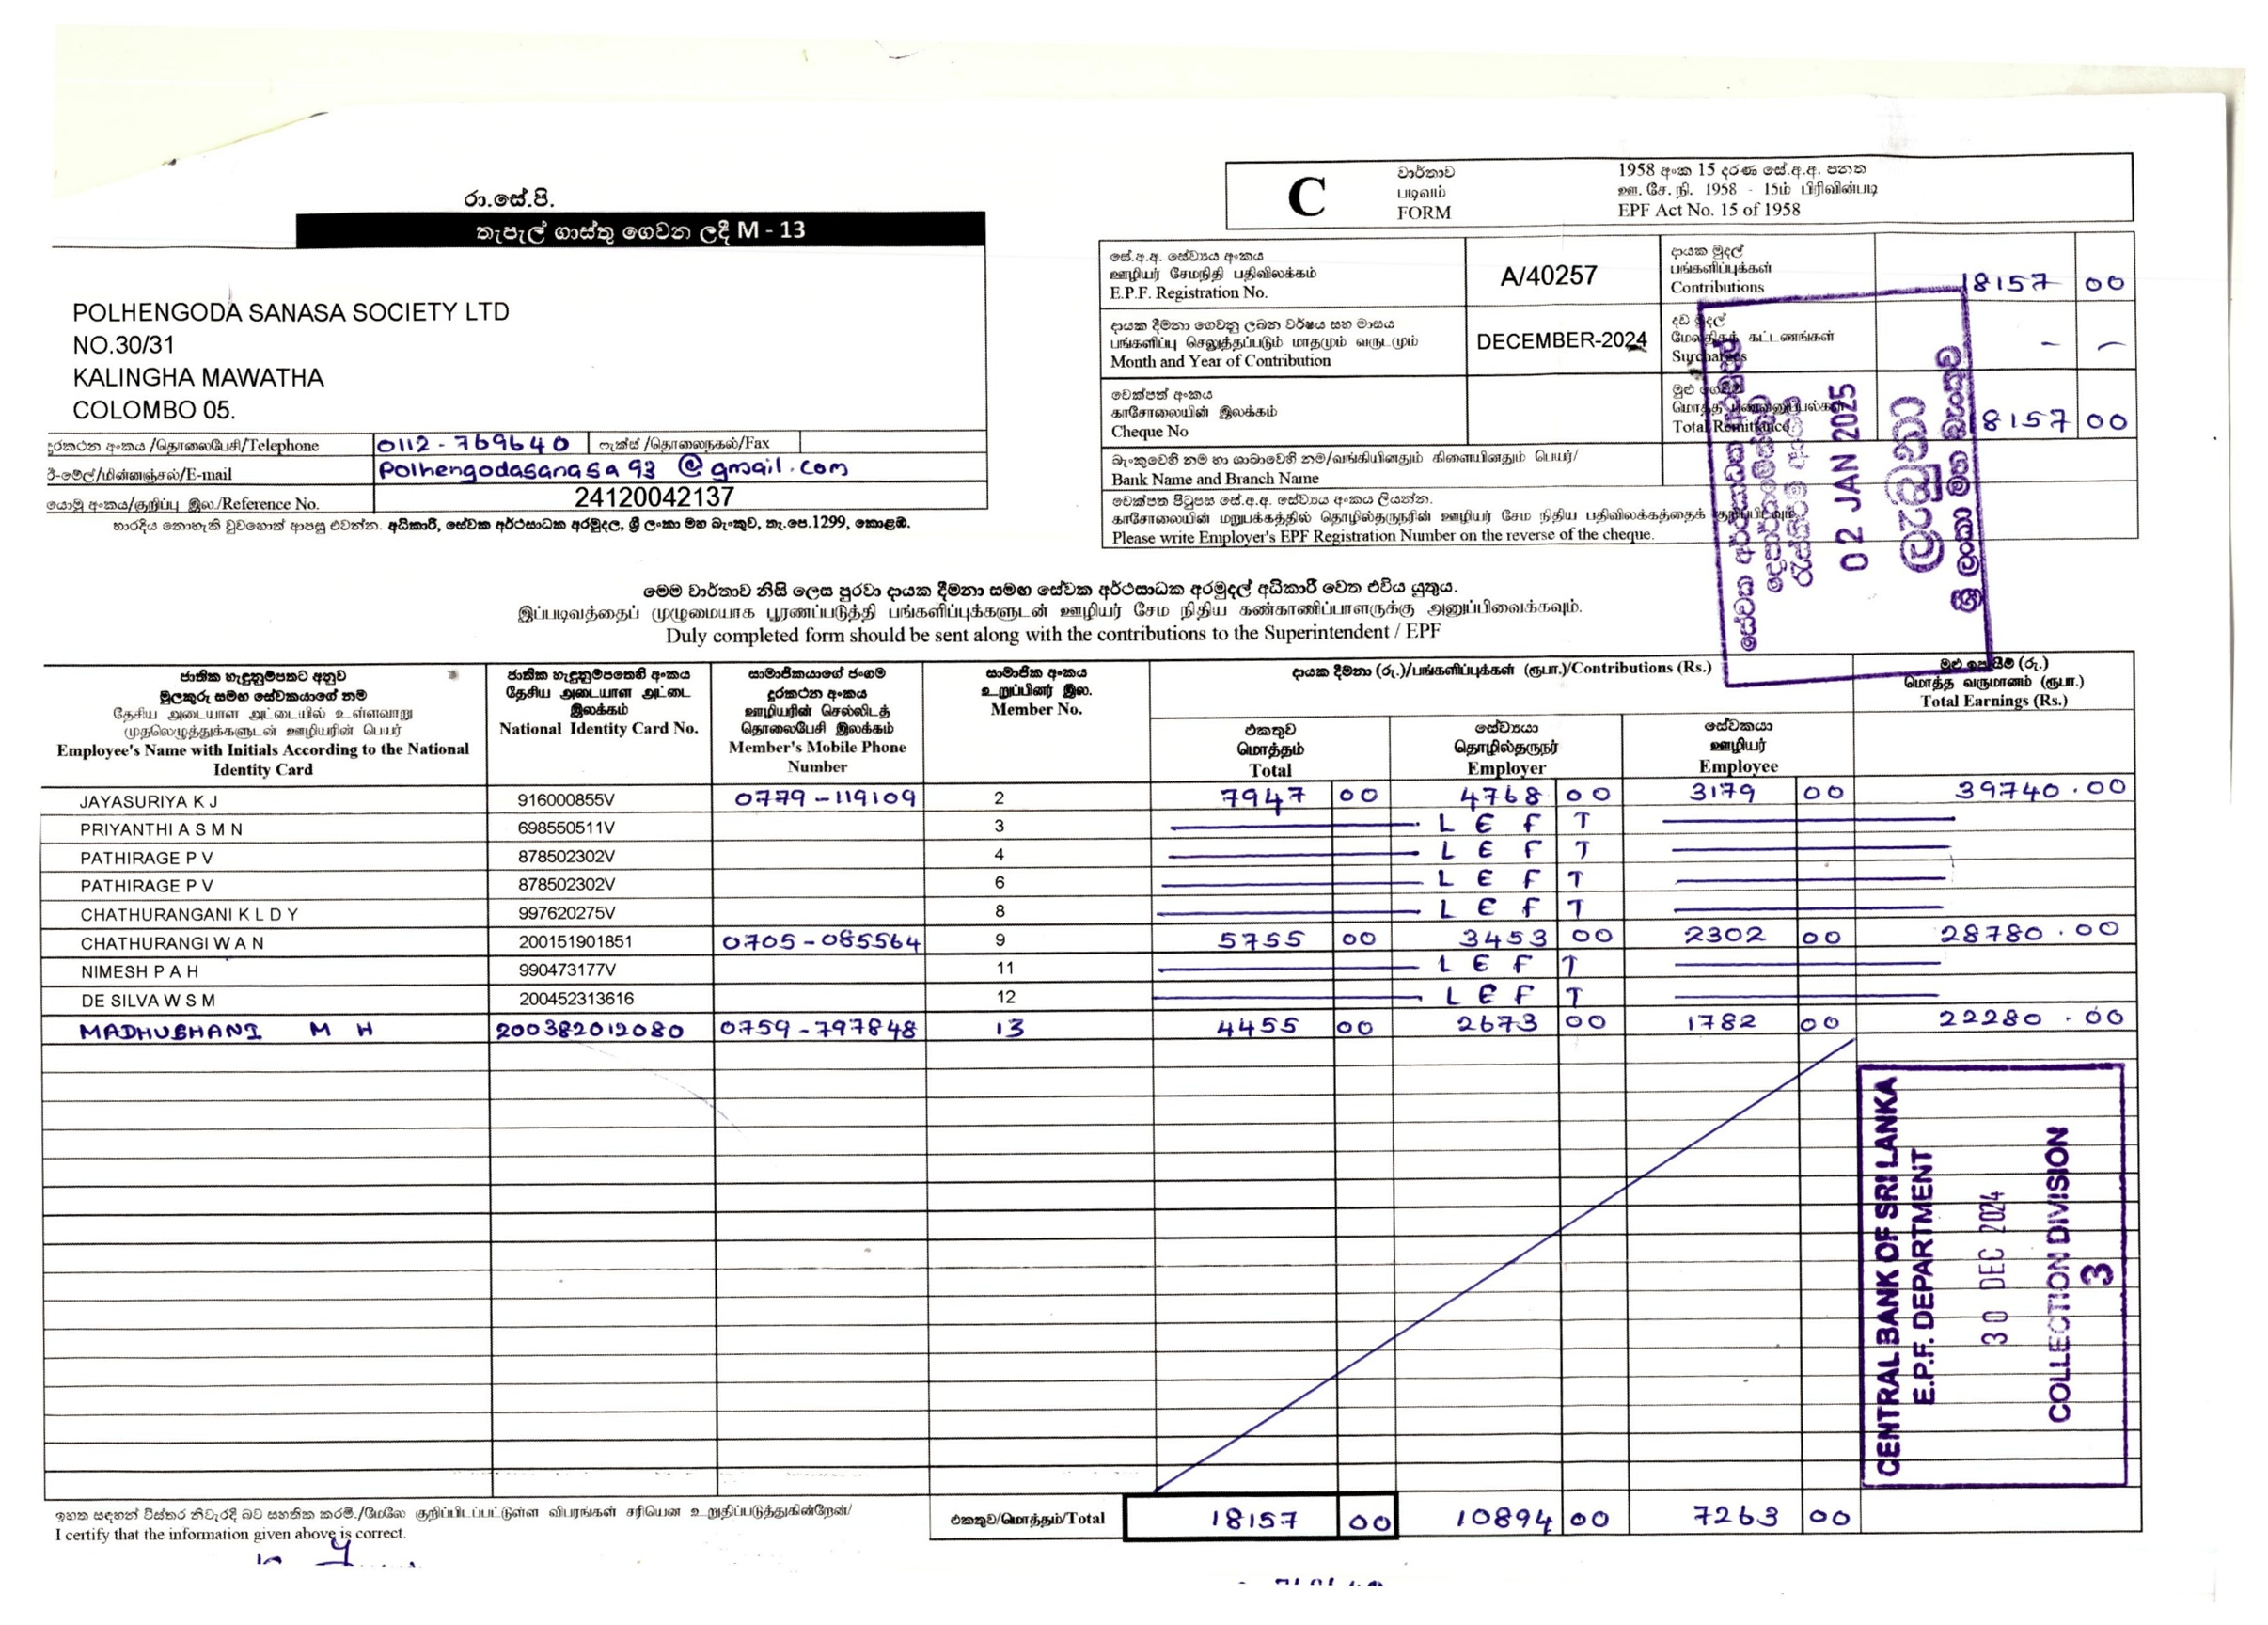 රා.සේ.පි.
තැපැල් ගාස්තු ගෙවන ලදී M - 13
POLHENGODA SANASA SOCIETY LTD
NO.30/31
KALINGHA MAWATHA
COLOMBO 05.
දුරකථන අංකය /தொலைபேசி/Telephone 0112-769640 ෆැක්ස් /தொலைநகல்/Fax
ඊ-මේල්/மின்னஞ்சல்/E-mail Polhengodasanasa93@gmail.com
යොමු අංකය/குறிப்பு இல./Reference No. 24120042137
භාරදිය නොහැකි වුවහොත් ආපසු එවන්න. අධිකාරී, සේවක අර්ථසාධක අරමුදල, ශ්‍රී ලංකා මහ බැංකුව, තැ.පෙ.1299, කොළඹ.
C
වාර්තාව
படிவம்
FORM
1958 අංක 15 දරණ සේ.අ.අ. පනත
ஊ. சே. நி. 1958 - 15ம் பிரிவின்படி
EPF Act No. 15 of 1958
සේ.අ.අ. සේව්‍යය අංකය
ஊழியர் சேமநிதி பதிவிலக்கம்
E.P.F. Registration No.
A/40257
දායක මුදල්
பங்களிப்புக்கள்
Contributions
18157 00
දායක දීමනා ගෙවනු ලබන වර්ෂය සහ මාසය
பங்களிப்பு செலுத்தப்படும் மாதமும் வருடமும்
Month and Year of Contribution
DECEMBER-2024
දඩ මුදල්
கட்டணங்கள்
Surcharges
- -
චෙක්පත් අංකය
காசோலையின் இலக்கம்
Cheque No
මුළු
மொத்த
Total Remittance
8157 00
බැංකුවෙහි නම හා ශාඛාවෙහි නම/வங்கியினதும் கிளையினதும் பெயர்/
Bank Name and Branch Name
චෙක්පත පිටුපස සේ.අ.අ. සේව්‍යය අංකය ලියන්න.
காசோலையின் மறுபக்கத்தில் தொழில்தருநரின் ஊழியர் சேம நிதிய பதிவிலக்கத்தைக் குறிப்பிடவும்
Please write Employer's EPF Registration Number on the reverse of the cheque.
සේවක අර්ථසාධක අරමුදල්
දෙපාර්තමේන්තුව
02 JAN 2025
ලැබුණා
ශ්‍රී ලංකා මහ බැංකුව
මෙම වාර්තාව නිසි ලෙස පුරවා දායක දීමනා සමඟ සේවක අර්ථසාධක අරමුදල් අධිකාරී වෙත එවිය යුතුය.
இப்படிவத்தைப் முழுமையாக பூரணப்படுத்தி பங்களிப்புக்களுடன் ஊழியர் சேம நிதிய கண்காணிப்பாளருக்கு அனுப்பிவைக்கவும்.
Duly completed form should be sent along with the contributions to the Superintendent / EPF
ජාතික හැඳුනුම්පතට අනුව
මුලකුරු සමඟ සේවකයාගේ නම
தேசிய அடையாள அட்டையில் உள்ளவாறு
முதலெழுத்துக்களுடன் ஊழியரின் பெயர்
Employee's Name with Initials According to the National
Identity Card
ජාතික හැඳුනුම්පතෙහි අංකය
தேசிய அடையாள அட்டை
இலக்கம்
National Identity Card No.
සාමාජිකයාගේ ජංගම
දුරකථන අංකය
ஊழியரின் செல்லிடத்
தொலைபேசி இலக்கம்
Member's Mobile Phone
Number
සාමාජික අංකය
உறுப்பினர் இல.
Member No.
දායක දීමනා (රු.)/பங்களிப்புக்கள் (ரூபா.)/Contributions (Rs.)
එකතුව
மொத்தம்
Total
සේව්‍යයා
தொழில்தருநர்
Employer
සේවකයා
ஊழியர்
Employee
මුළු ඉපැයීම් (රු.)
மொத்த வருமானம் (ரூபா.)
Total Earnings (Rs.)
JAYASURIYA K J 916000855V 0779-119109 2 7947 00 4768 00 3179 00 39740.00
PRIYANTHI A S M N 698550511V 3 LEFT
PATHIRAGE P V 878502302V 4 LEFT
PATHIRAGE P V 878502302V 6 LEFT
CHATHURANGANI K L D Y 997620275V 8 LEFT
CHATHURANGI W A N 200151901851 0705-085564 9 5755 00 3453 00 2302 00 28780.00
NIMESH P A H 990473177V 11 LEFT
DE SILVA W S M 200452313616 12 LEFT
MADHUBHANI M H 200382012080 0759-797848 13 4455 00 2673 00 1782 00 22280.00
CENTRAL BANK OF SRI LANKA
E.P.F. DEPARTMENT
30 DEC 2024
COLLECTION DIVISION
3
ඉහත සඳහන් විස්තර නිවැරදි බව සහතික කරමි./மேலே குறிப்பிடப்பட்டுள்ள விபரங்கள் சரியென உறுதிப்படுத்துகின்றேன்/
I certify that the information given above is correct.
එකතුව/மொத்தம்/Total 18157 00 10894 00 7263 00